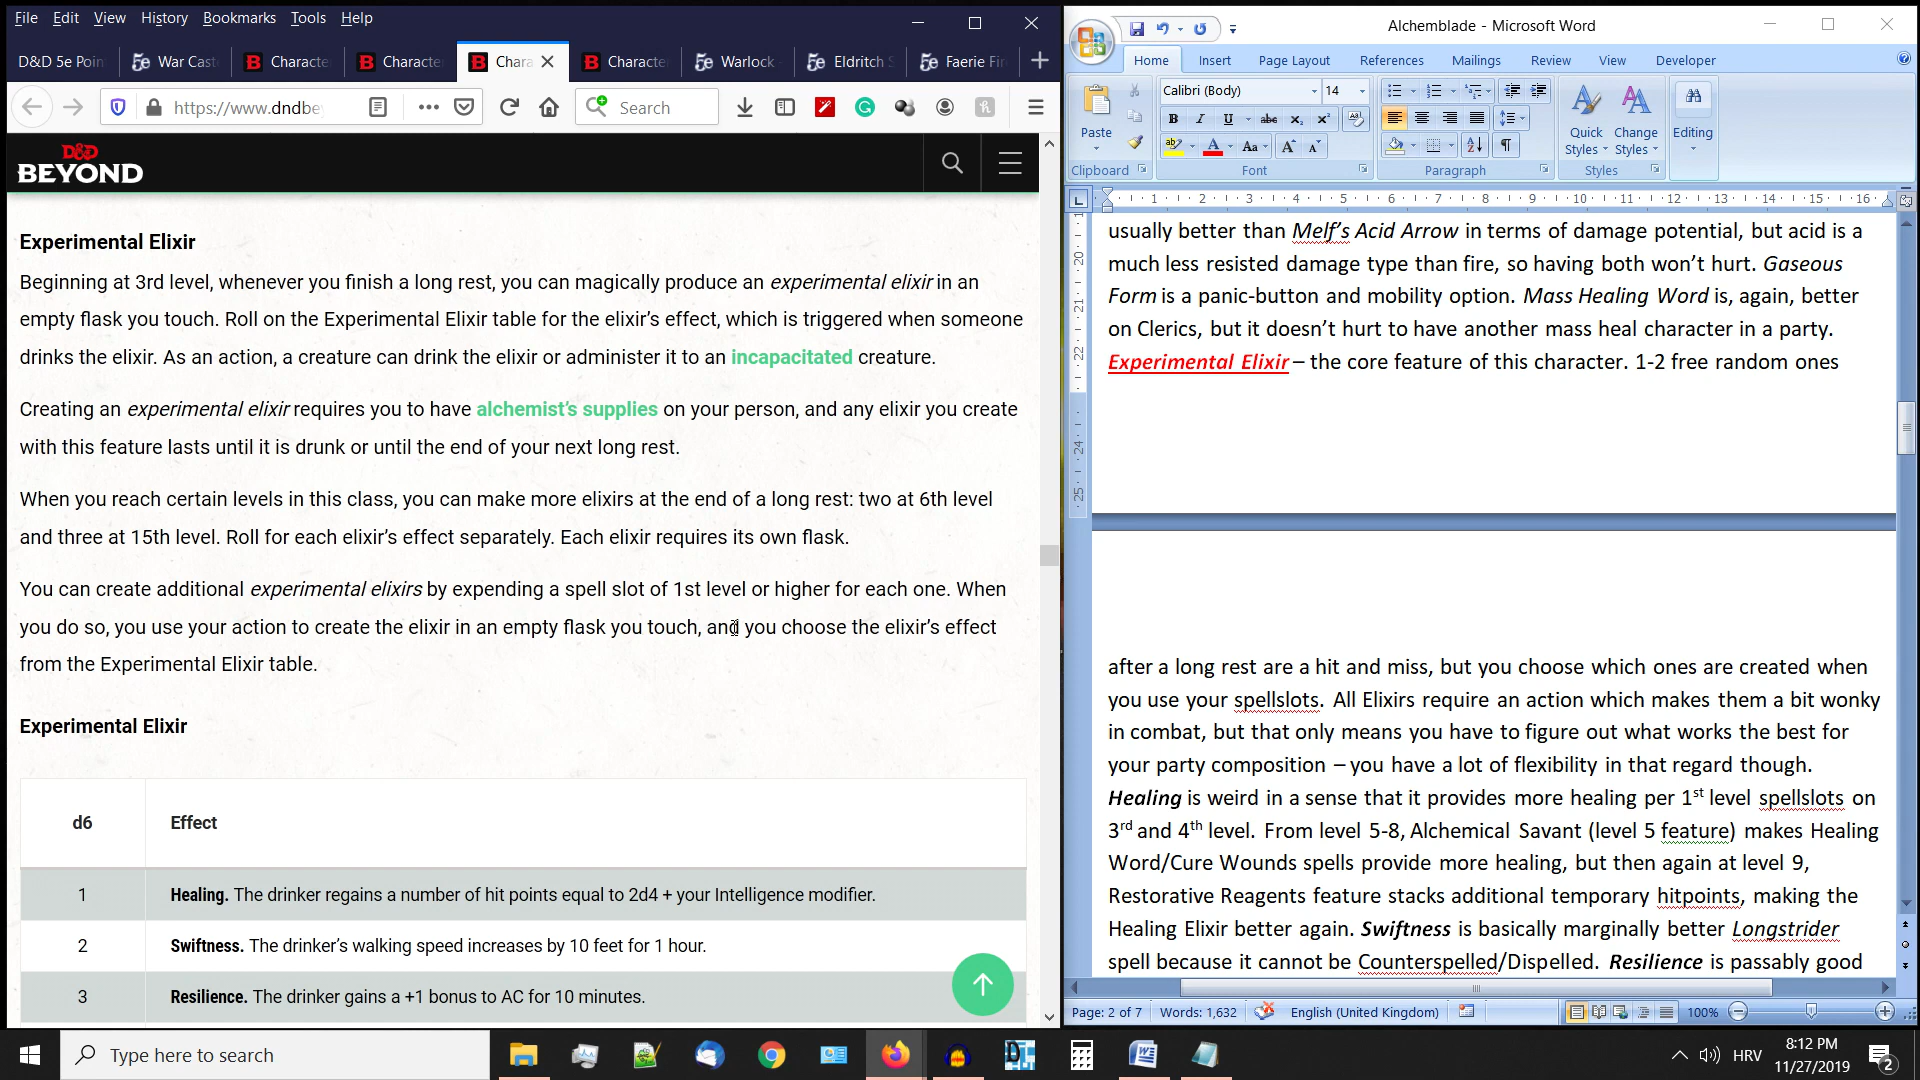 File Edit View History Bookmarks Tools Help
D&D 5e Poin War Cast Characte Characte Chara Characte Warlock - Eldritch S Faerie Fir
https://www.dndbe Search
D&D
BEYOND
Experimental Elixir
Beginning at 3rd level, whenever you finish a long rest, you can magically produce an experimental elixir in an
empty flask you touch. Roll on the Experimental Elixir table for the elixir's effect, which is triggered when someone
drinks the elixir. As an action, a creature can drink the elixir or administer it to an incapacitated creature.
Creating an experimental elixir requires you to have alchemist's supplies on your person, and any elixir you create
with this feature lasts until it is drunk or until the end of your next long rest.
When you reach certain levels in this class, you can make more elixirs at the end of a long rest: two at 6th level
and three at 15th level. Roll for each elixir's effect separately. Each elixir requires its own flask.
You can create additional experimental elixirs by expending a spell slot of 1st level or higher for each one. When
you do so, you use your action to create the elixir in an empty flask you touch, and you choose the elixir's effect
from the Experimental Elixir table.
Experimental Elixir
d6 Effect
1 Healing. The drinker regains a number of hit points equal to 2d4 + your Intelligence modifier.
2 Swiftness. The drinker's walking speed increases by 10 feet for 1 hour.
3 Resilience. The drinker gains a +1 bonus to AC for 10 minutes.
Alchemblade - Microsoft Word
Home Insert Page Layout References Mailings Review View Developer
Calibri (Body) 14
Paste Quick Styles Change Styles Editing
Clipboard Font Paragraph Styles
1 2 3 4 5 6 7 8 9 10 11 12 13 14 15 16
usually better than Melf's Acid Arrow in terms of damage potential, but acid is a
much less resisted damage type than fire, so having both won't hurt. Gaseous
Form is a panic-button and mobility option. Mass Healing Word is, again, better
on Clerics, but it doesn't hurt to have another mass heal character in a party.
Experimental Elixir – the core feature of this character. 1-2 free random ones
after a long rest are a hit and miss, but you choose which ones are created when
you use your spellslots. All Elixirs require an action which makes them a bit wonky
in combat, but that only means you have to figure out what works the best for
your party composition – you have a lot of flexibility in that regard though.
Healing is weird in a sense that it provides more healing per 1st level spellslots on
3rd and 4th level. From level 5-8, Alchemical Savant (level 5 feature) makes Healing
Word/Cure Wounds spells provide more healing, but then again at level 9,
Restorative Reagents feature stacks additional temporary hitpoints, making the
Healing Elixir better again. Swiftness is basically marginally better Longstrider
spell because it cannot be Counterspelled/Dispelled. Resilience is passably good
Page: 2 of 7 Words: 1,632 English (United Kingdom) 100%
Type here to search
HRV 8:12 PM
11/27/2019 2